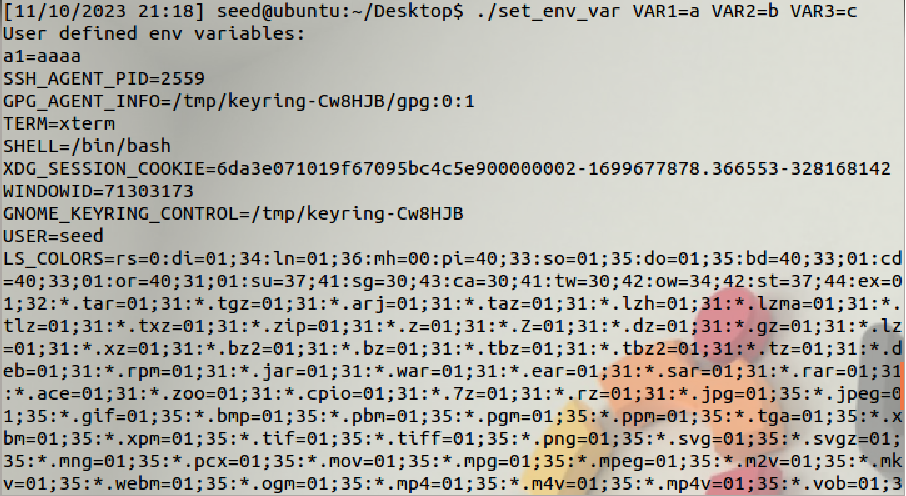 [11/10/2023 21:18] seed@ubuntu:~/Desktop$ ./set_env_var VAR1=a VAR2=b VAR3=c
User defined env variables:
a1=aaaa
SSH_AGENT_PID=2559
GPG_AGENT_INFO=/tmp/keyring-Cw8HJB/gpg:0:1
TERM=xterm
SHELL=/bin/bash
XDG_SESSION_COOKIE=6da3e071019f67095bc4c5e900000002-1699677878.366553-328168142
WINDOWID=71303173
GNOME_KEYRING_CONTROL=/tmp/keyring-Cw8HJB
USER=seed
LS_COLORS=rs=0:di=01;34:ln=01;36:mh=00:pi=40;33:so=01;35:do=01;35:bd=40;33;01:cd
=40;33;01:or=40;31;01:su=37;41:sg=30;43:ca=30;41:tw=30;42:ow=34;42:st=37;44:ex=0
1;32:*.tar=01;31:*.tgz=01;31:*.arj=01;31:*.taz=01;31:*.lzh=01;31:*.lzma=01;31:*.
tlz=01;31:*.txz=01;31:*.zip=01;31:*.z=01;31:*.Z=01;31:*.dz=01;31:*.gz=01;31:*.lz
=01;31:*.xz=01;31:*.bz2=01;31:*.bz=01;31:*.tbz=01;31:*.tbz2=01;31:*.tz=01;31:*.d
eb=01;31:*.rpm=01;31:*.jar=01;31:*.war=01;31:*.ear=01;31:*.sar=01;31:*.rar=01;31
:*.ace=01;31:*.zoo=01;31:*.cpio=01;31:*.7z=01;31:*.rz=01;31:*.jpg=01;35:*.jpeg=0
1;35:*.gif=01;35:*.bmp=01;35:*.pbm=01;35:*.pgm=01;35:*.ppm=01;35:*.tga=01;35:*.x
bm=01;35:*.xpm=01;35:*.tif=01;35:*.tiff=01;35:*.png=01;35:*.svg=01;35:*.svgz=01;
35:*.mng=01;35:*.pcx=01;35:*.mov=01;35:*.mpg=01;35:*.mpeg=01;35:*.m2v=01;35:*.mk
v=01;35:*.webm=01;35:*.ogm=01;35:*.mp4=01;35:*.m4v=01;35:*.mp4v=01;35:*.vob=01;3